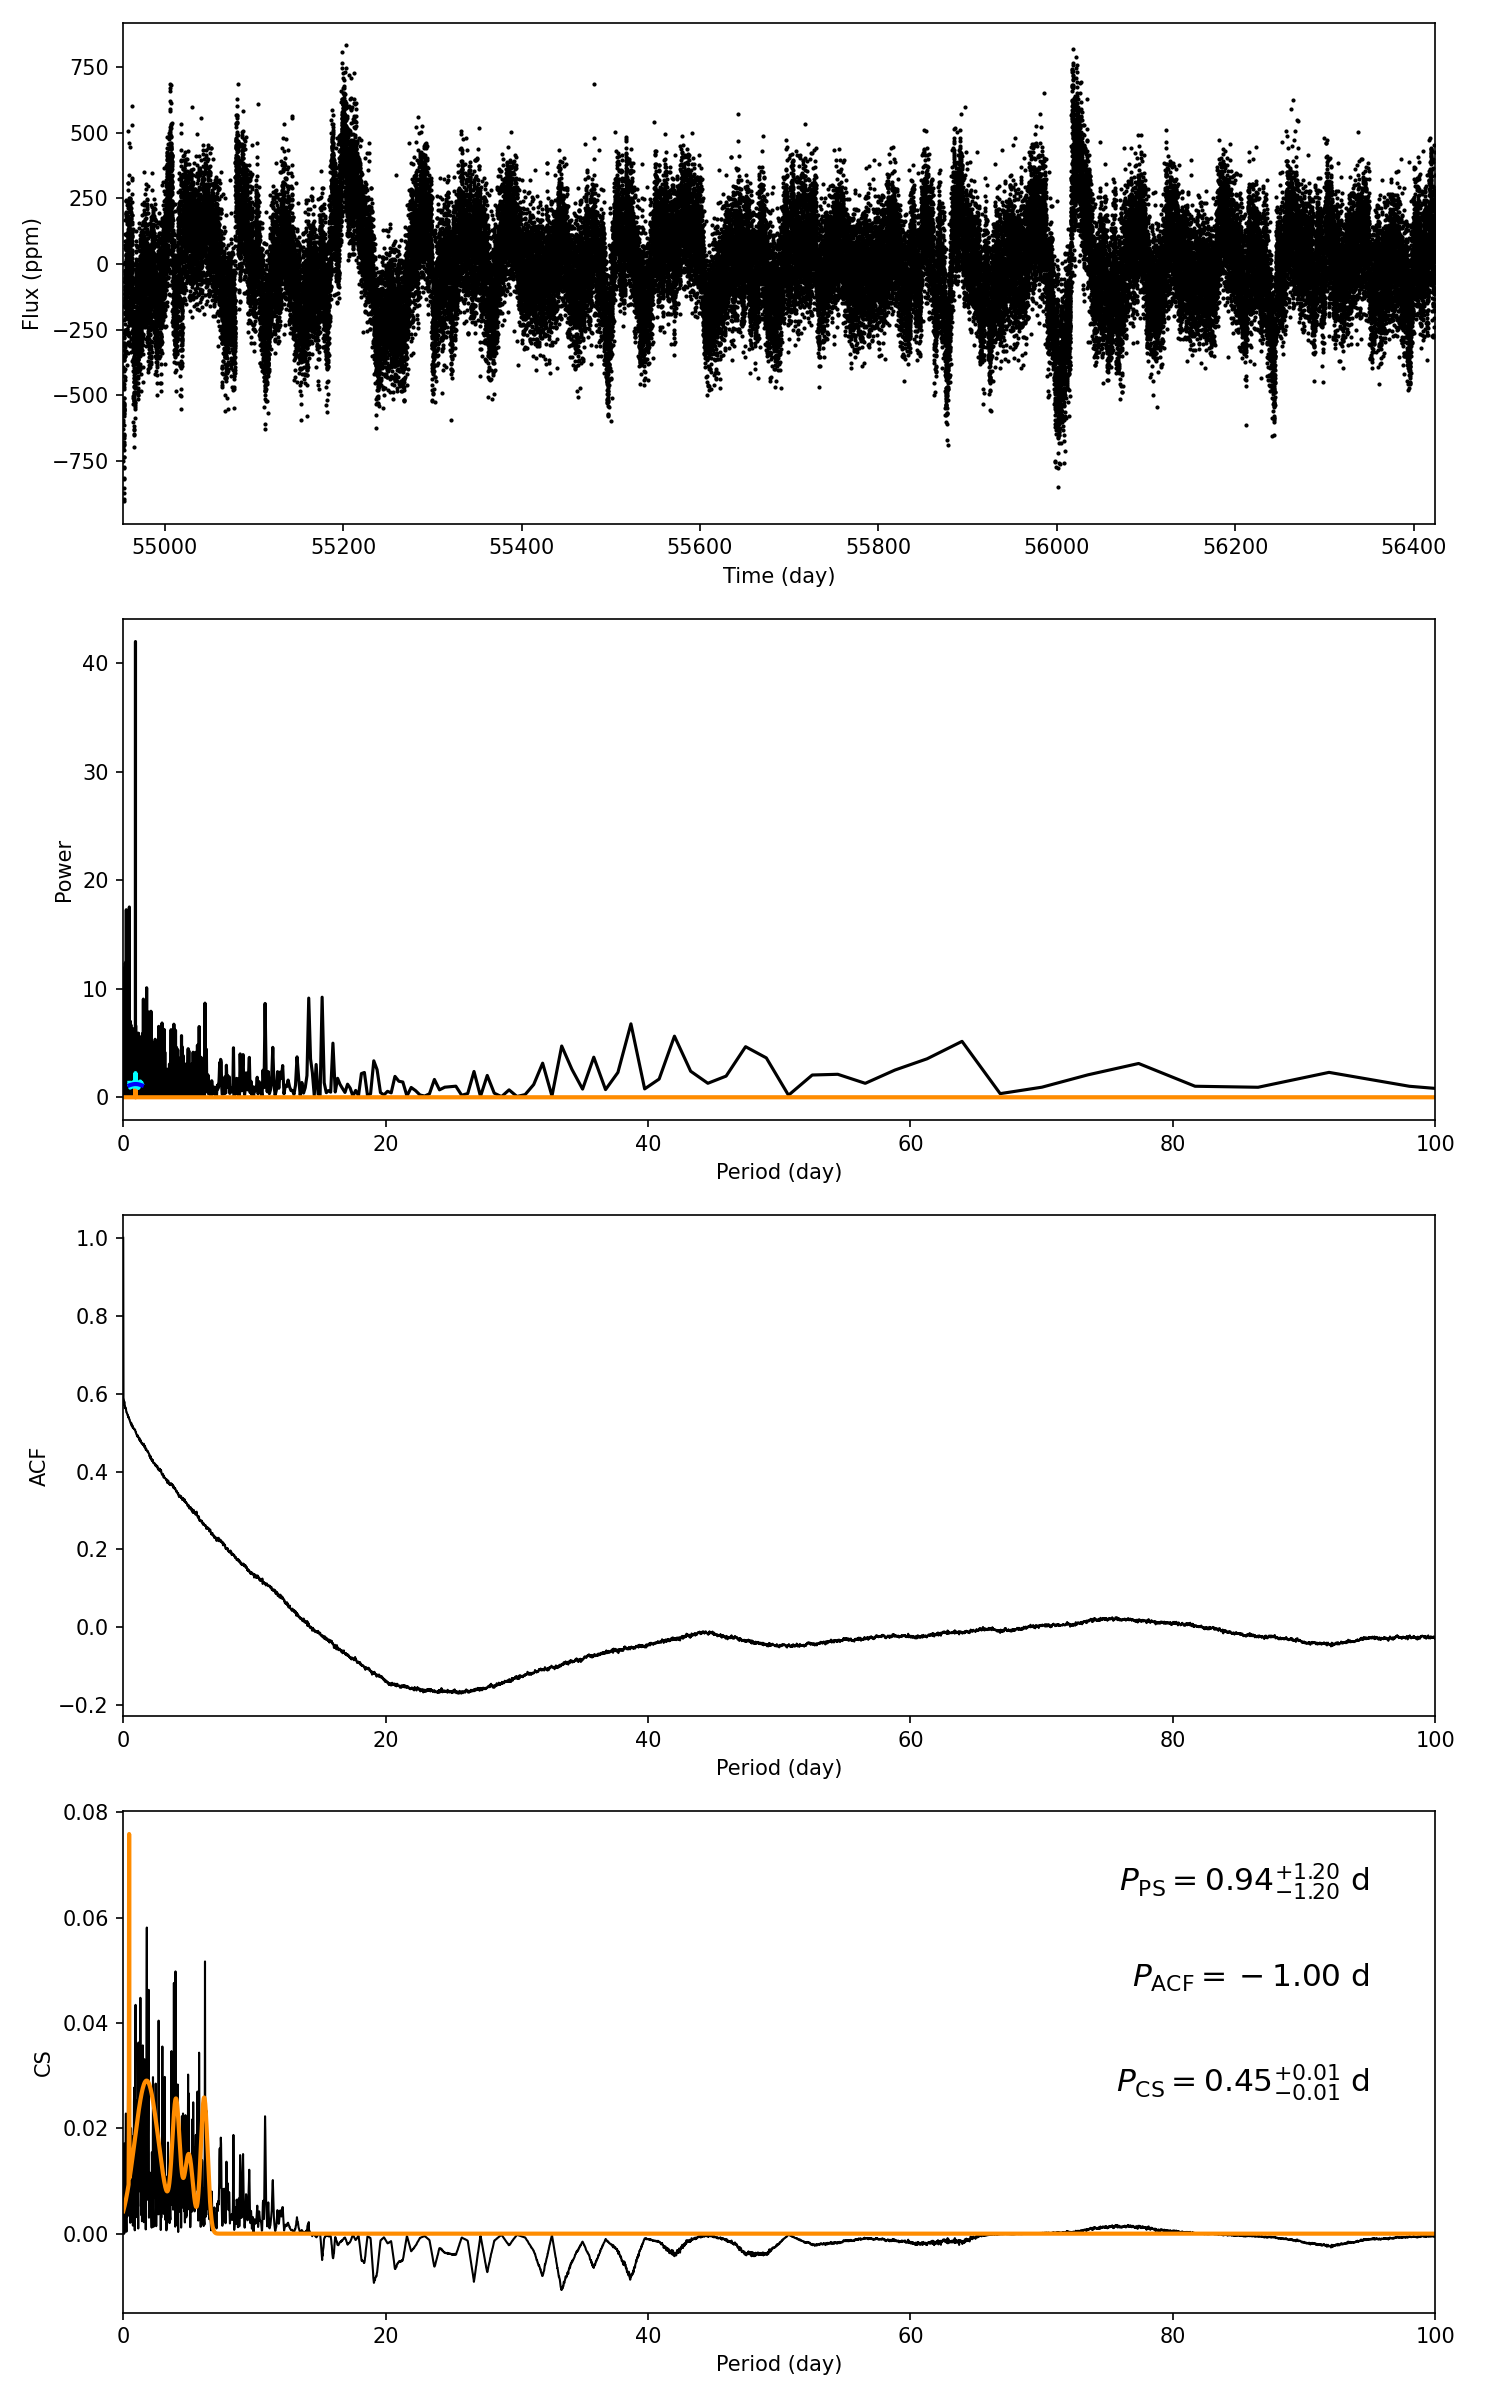 750
500
250
0
−250
−500
−750
Flux (ppm)
55000 55200 55400 55600 55800 56000 56200 56400
Time (day)
40
30
20
10
0
Power
0 20 40 60 80 100
Period (day)
1.0
0.8
0.6
0.4
0.2
0.0
−0.2
ACF
0 20 40 60 80 100
Period (day)
0.08
0.06
0.04
0.02
0.00
CS
P_PS = 0.94 +1.20 −1.20 d
P_ACF = −1.00 d
P_CS = 0.45 +0.01 −0.01 d
0 20 40 60 80 100
Period (day)